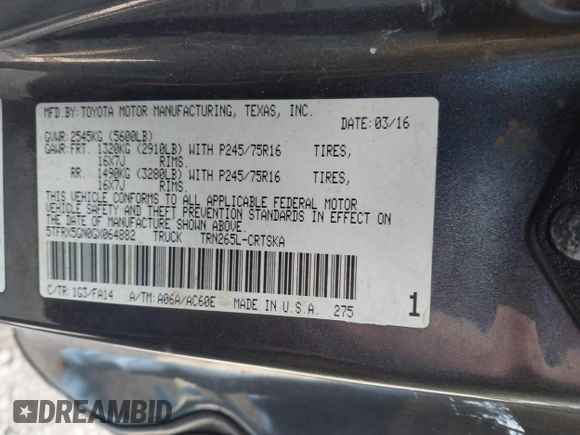 MFD.BY:TOYOTA MOTOR MANUFACTURING, TEXAS, INC.
DATE:03/16
GVWR:2545KG (5600LB)
GAWR:FRT. 1320KG (2910LB) WITH P245/75R16 TIRES,
16X7J RIMS.
RR. 1490KG (3280LB) WITH P245/75R16 TIRES,
16X7J RIMS.
THIS VEHICLE CONFORMS TO ALL APPLICABLE FEDERAL MOTOR
VEHICLE SAFETY AND THEFT PREVENTION STANDARDS IN EFFECT ON
THE DATE OF MANUFACTURE SHOWN ABOVE.
5TFRX5GN0GX064882 TRUCK TRN265L-CRTSKA
C/TR:1G3/FA14 A/TM:A06A/AC60E MADE IN U.S.A. 275
1
DREAMBID